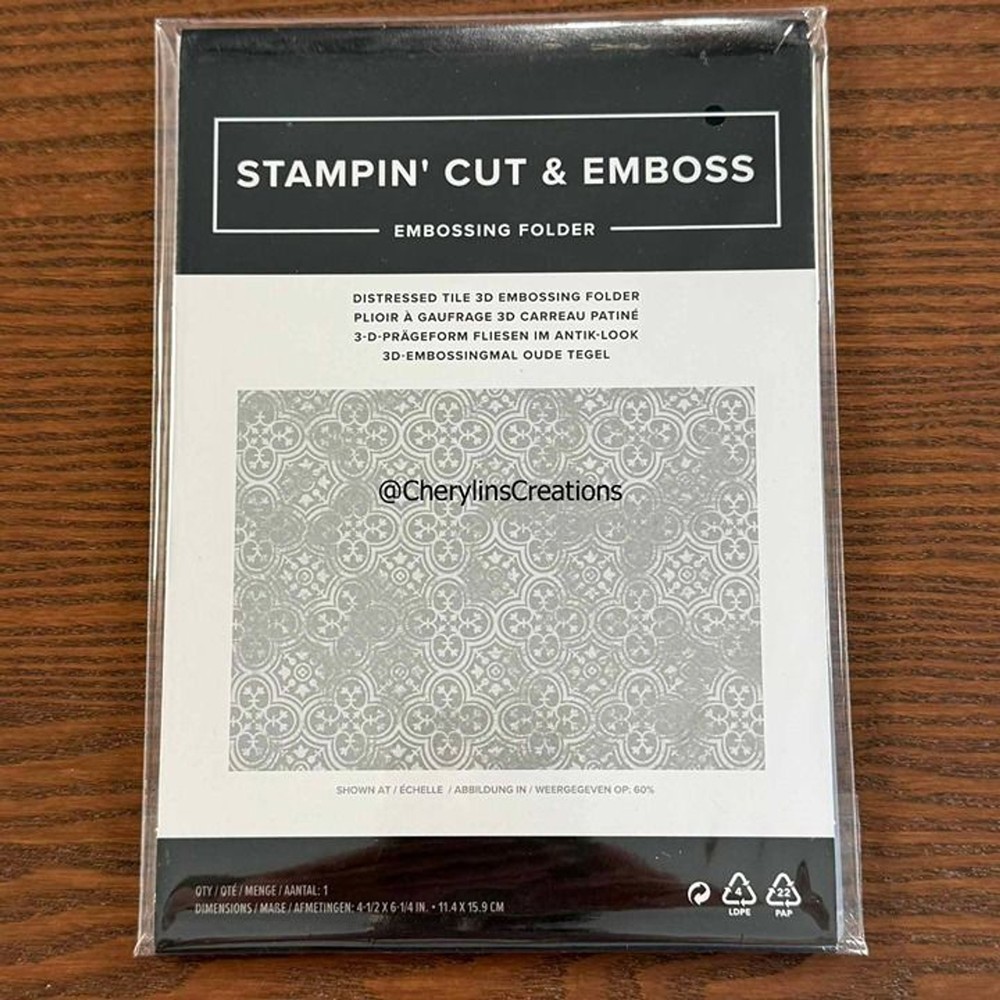 STAMPIN' CUT & EMBOSS
EMBOSSING FOLDER
DISTRESSED TILE 3D EMBOSSING FOLDER
PLIOIR À GAUFRAGE 3D CARREAU PATINÉ
3-D-PRÄGEFORM FLIESEN IM ANTIK-LOOK
3D-EMBOSSINGMAL OUDE TEGEL
@CherylinsCreations
SHOWN AT / ÉCHELLE / ABBILDUNG IN / WEERGEGEVEN OP: 60%
QTY / QTÉ / MENGE / AANTAL: 1
DIMENSIONS / MAßE / AFMETINGEN: 4-1/2 X 6-1/4 IN. • 11.4 X 15.9 CM
4 22
LDPE PAP